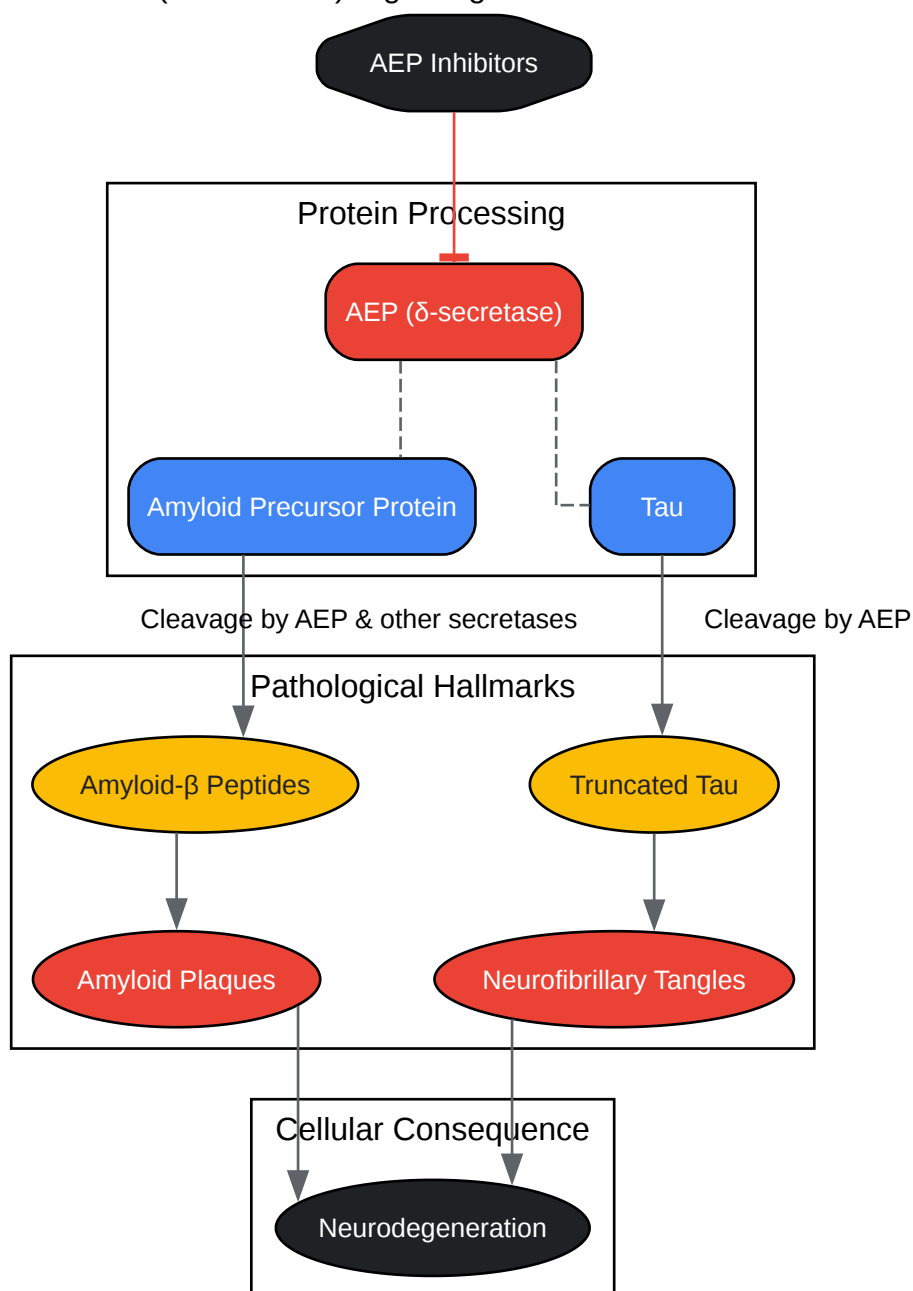 AEP Inhibitors
Protein Processing
AEP (δ-secretase)
Amyloid Precursor Protein
Tau
Cleavage by AEP & other secretases
Cleavage by AEP
Pathological Hallmarks
Amyloid-β Peptides
Truncated Tau
Amyloid Plaques
Neurofibrillary Tangles
Cellular Consequence
Neurodegeneration